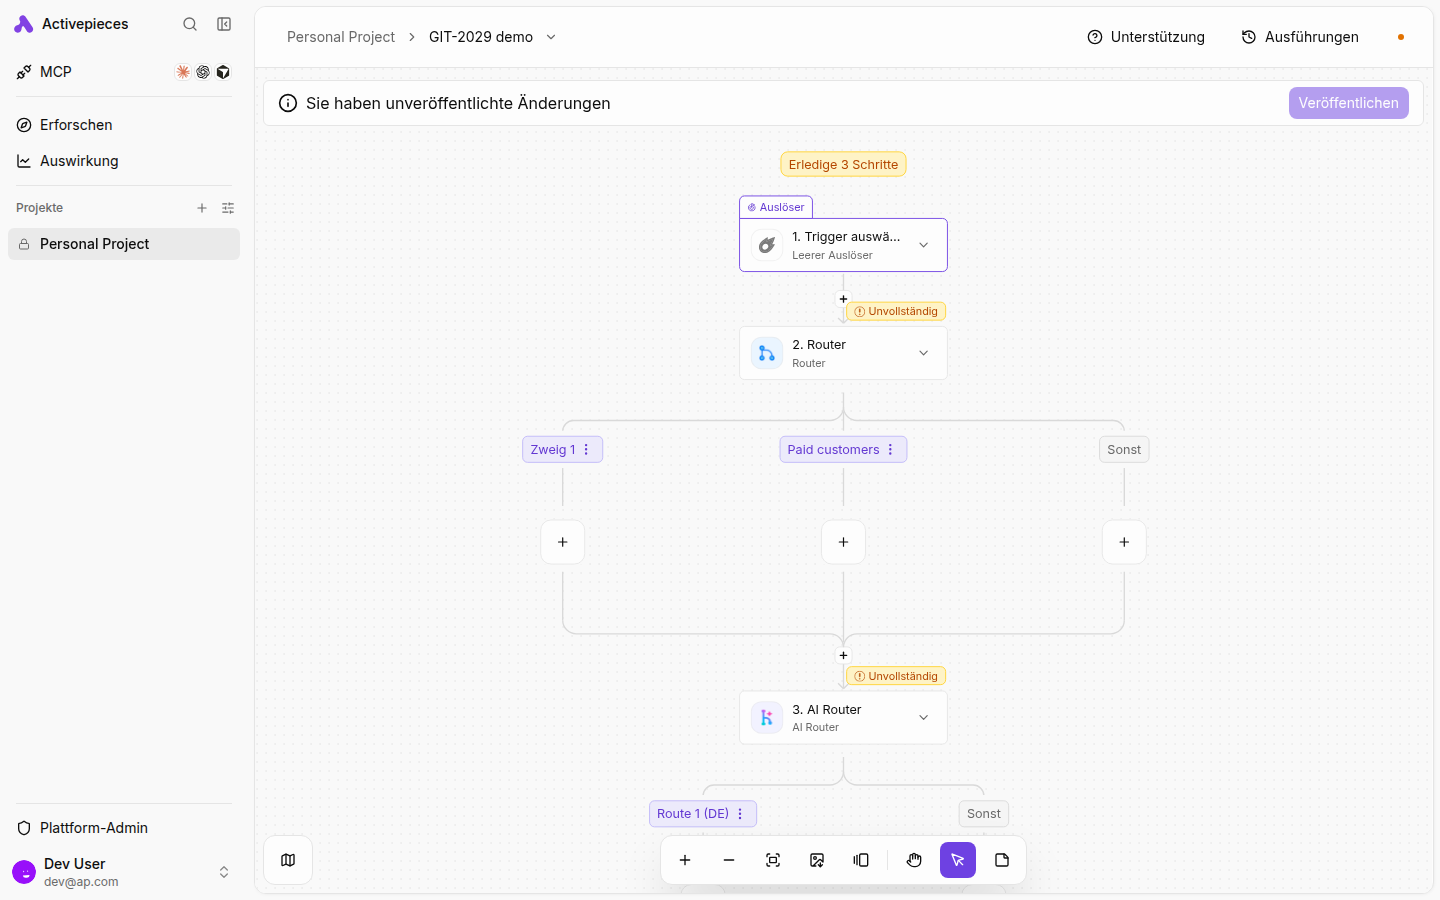 Activepieces
MCP
Erforschen
Auswirkung
Projekte
Personal Project
Plattform-Admin
Dev User
dev@ap.com
Personal Project
GIT-2029 demo
Unterstützung
Ausführungen
Sie haben unveröffentlichte Änderungen
Veröffentlichen
Erledige 3 Schritte
Auslöser
1. Trigger auswä...
Leerer Auslöser
Unvollständig
2. Router
Router
Zweig 1
Paid customers
Sonst
Unvollständig
3. AI Router
AI Router
Route 1 (DE)
Sonst